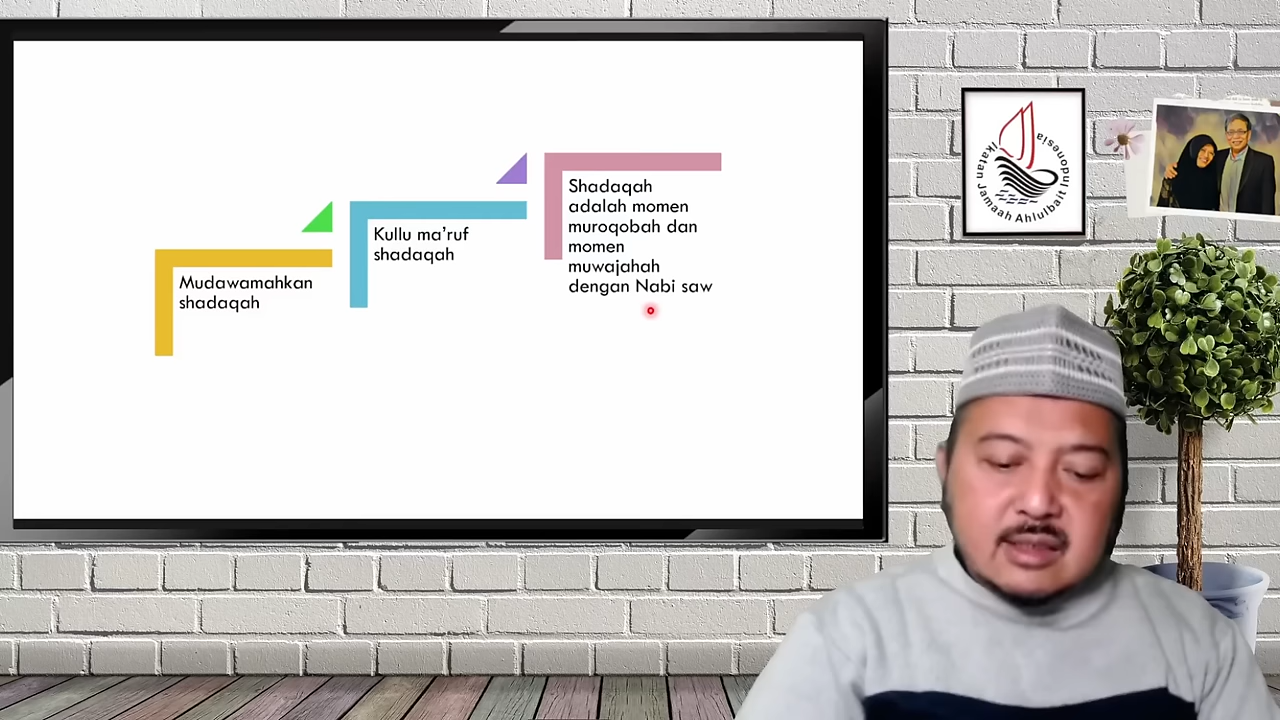 Mudawamahkan
shadaqah
Kullu ma’ruf
shadaqah
Shadaqah
adalah momen
muroqobah dan
momen
muwajahah
dengan Nabi saw
Ikatan Jamaah Ahlulbait Indonesia